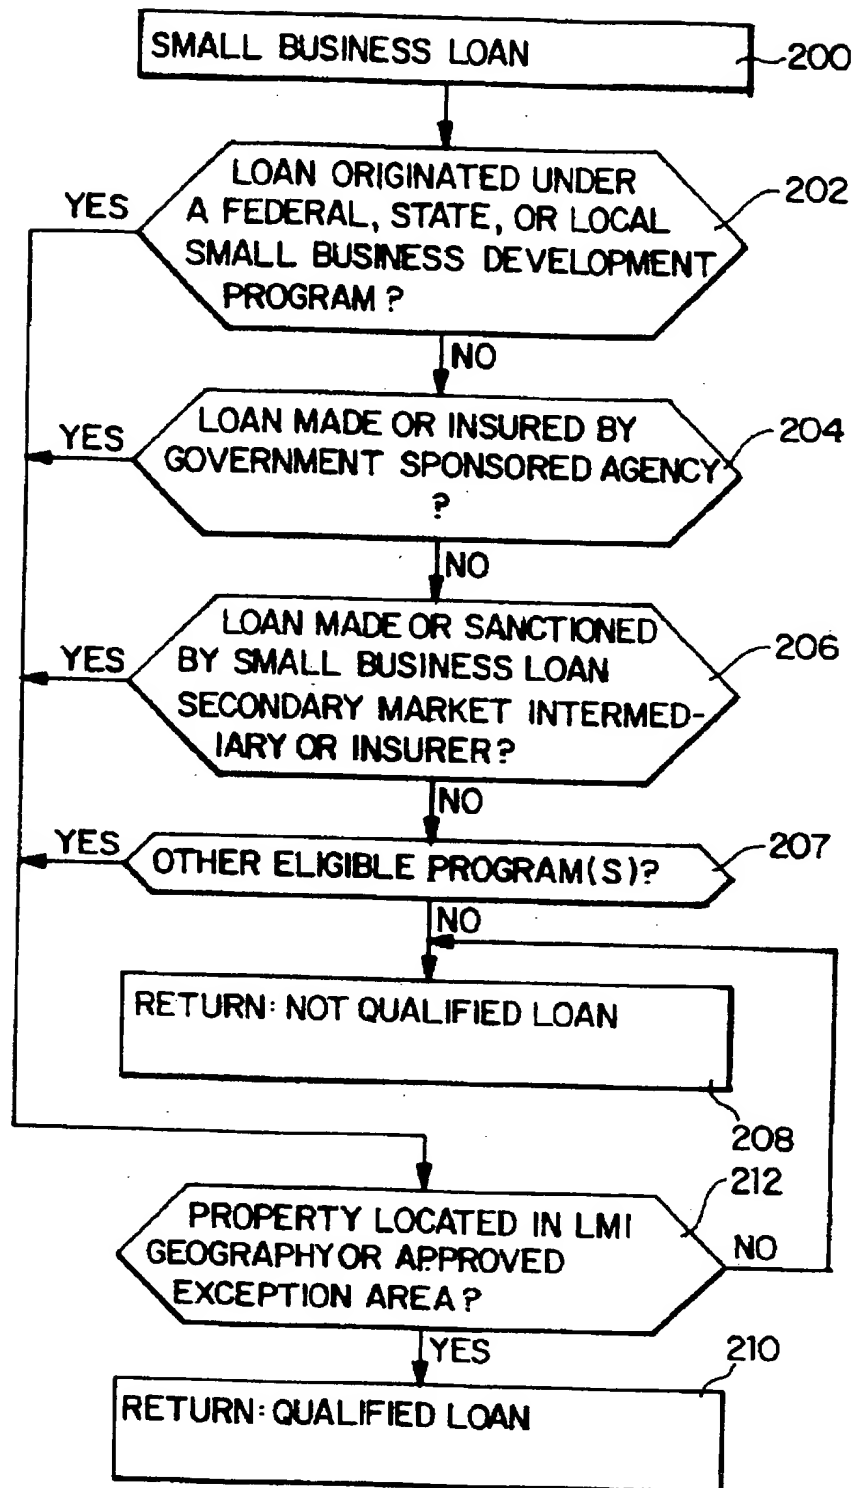 SMALL BUSINESS LOAN
200
LOAN ORIGINATED UNDER
A FEDERAL, STATE, OR LOCAL
SMALL BUSINESS DEVELOPMENT
PROGRAM?
202
YES
NO
LOAN MADE OR INSURED BY
GOVERNMENT SPONSORED AGENCY
?
204
YES
NO
LOAN MADE OR SANCTIONED
BY SMALL BUSINESS LOAN
SECONDARY MARKET INTERMED-
IARY OR INSURER?
206
YES
NO
OTHER ELIGIBLE PROGRAM(S)?
207
YES
NO
RETURN: NOT QUALIFIED LOAN
208
PROPERTY LOCATED IN LMI
GEOGRAPHY OR APPROVED
EXCEPTION AREA?
212
NO
YES
RETURN: QUALIFIED LOAN
210